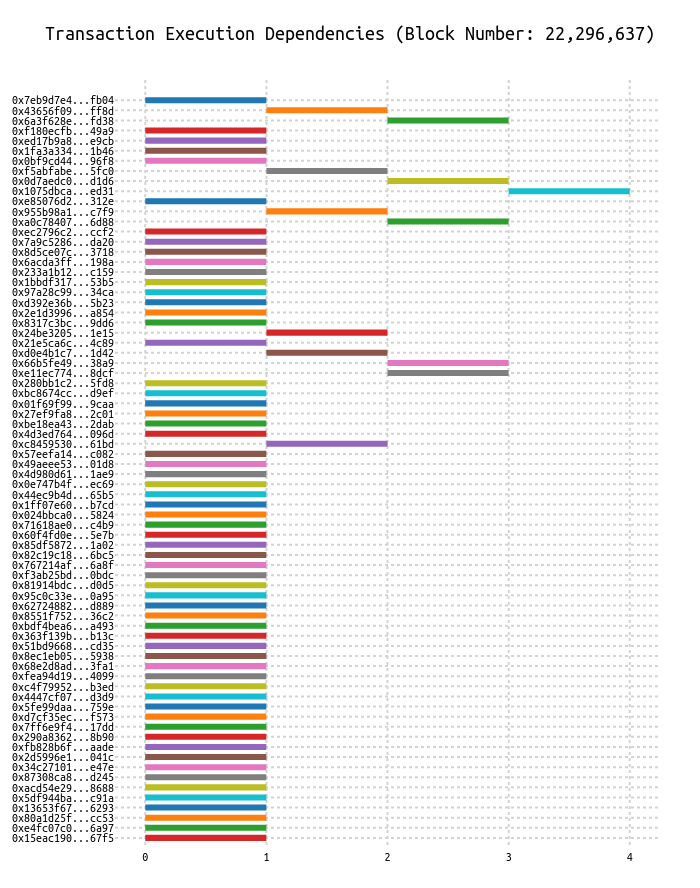 Transaction Execution Dependencies (Block Number: 22,296,637)
0x7eb9d7e4...fb04
0x43656f09...ff8d
0x6a3f628e...fd38
0xf180ecfb...49a9
0xed17b9a8...e9cb
0x1fa3a334...1b46
0x0bf9cd44...96f8
0xf5abfabe...5fc0
0x0d7aedc0...d1d6
0x1075dbca...ed31
0xe85076d2...312e
0x955b98a1...c7f9
0xa0c78407...6d88
0xec2796c2...ccf2
0x7a9c5286...da20
0x8d5ce07c...3718
0x6acda3ff...198a
0x233a1b12...c159
0x1bbdf317...53b5
0x97a28c99...34ca
0xd392e36b...5b23
0x2e1d3996...a854
0x8317c3bc...9dd6
0x24be3205...1e15
0x21e5ca6c...4c89
0xd0e4b1c7...1d42
0x66b5fe49...38a9
0xe11ec774...8dcf
0x280bb1c2...5fd8
0xbc8674cc...d9ef
0x01f69f99...9caa
0x27ef9fa8...2c01
0xbe18ea43...2dab
0x4d3ed764...096d
0xc8459530...61bd
0x57eefa14...c082
0x49aeee53...01d8
0x4d980d61...1ae9
0x0e747b4f...ec69
0x44ec9b4d...65b5
0x1ff07e60...b7cd
0x024bbca0...5824
0x71618ae0...c4b9
0x60f4fd0e...5e7b
0x85df5872...1a02
0x82c19c18...6bc5
0x767214af...6a8f
0xf3ab25bd...0bdc
0x81914bdc...d0d5
0x95c0c33e...0a95
0x62724882...d889
0x8551f752...36c2
0xbdf4bea6...a493
0x363f139b...b13c
0x51bd9668...cd35
0x8ec1eb05...5938
0x68e2d8ad...3fa1
0xfea94d19...4099
0xc4f79952...b3ed
0x4447cf07...d3d9
0x5fe99daa...759e
0xd7cf35ec...f573
0x7ff6e9f4...17dd
0x290a8362...8b90
0xfb828b6f...aade
0x2d5996e1...041c
0x34c27101...e47e
0x87308ca8...d245
0xacd54e29...8688
0x5df944ba...c91a
0x13653f67...6293
0x80a1d25f...cc53
0xe4fc07c0...6a97
0x15eac190...67f5
0 1 2 3 4